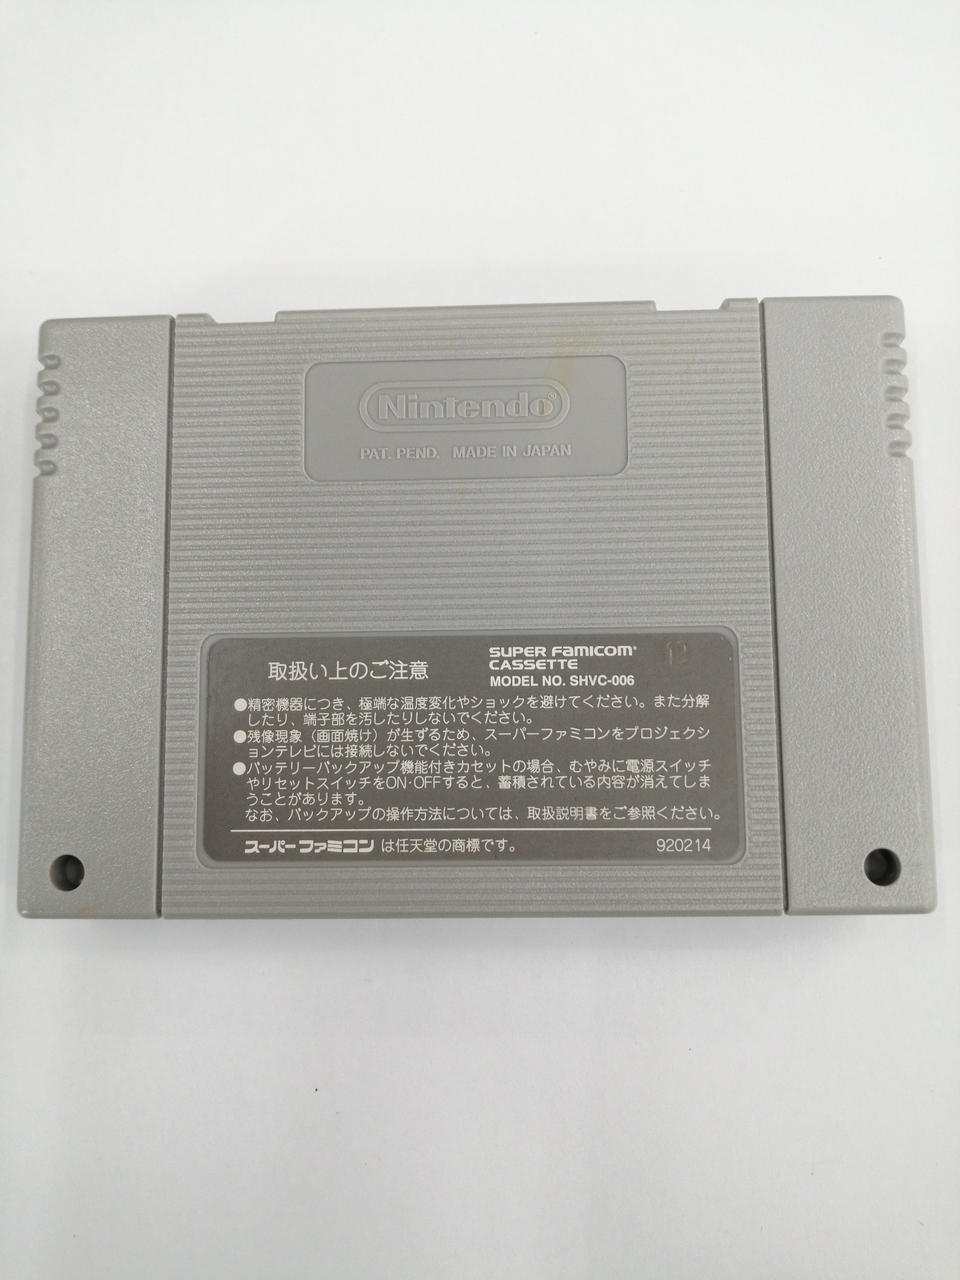 Nintendo®
PAT. PEND. MADE IN JAPAN
取扱い上のご注意
SUPER FAMICOM
CASSETTE
MODEL NO. SHVC-006
●精密機器につき、極端な温度変化やショックを避けてください。また分解
したり、端子部を汚したりしないでください。
●残像現象（画面焼け）が生ずるため、スーパーファミコンをプロジェクシ
ョンテレビには接続しないでください。
●バッテリーバックアップ機能付きカセットの場合、むやみに電源スイッチ
やリセットスイッチをON・OFFすると、蓄積されている内容が消えてしま
うことがあります。
なお、バックアップの操作方法については、取扱説明書をご参照ください。
スーパーファミコンは任天堂の商標です。
920214